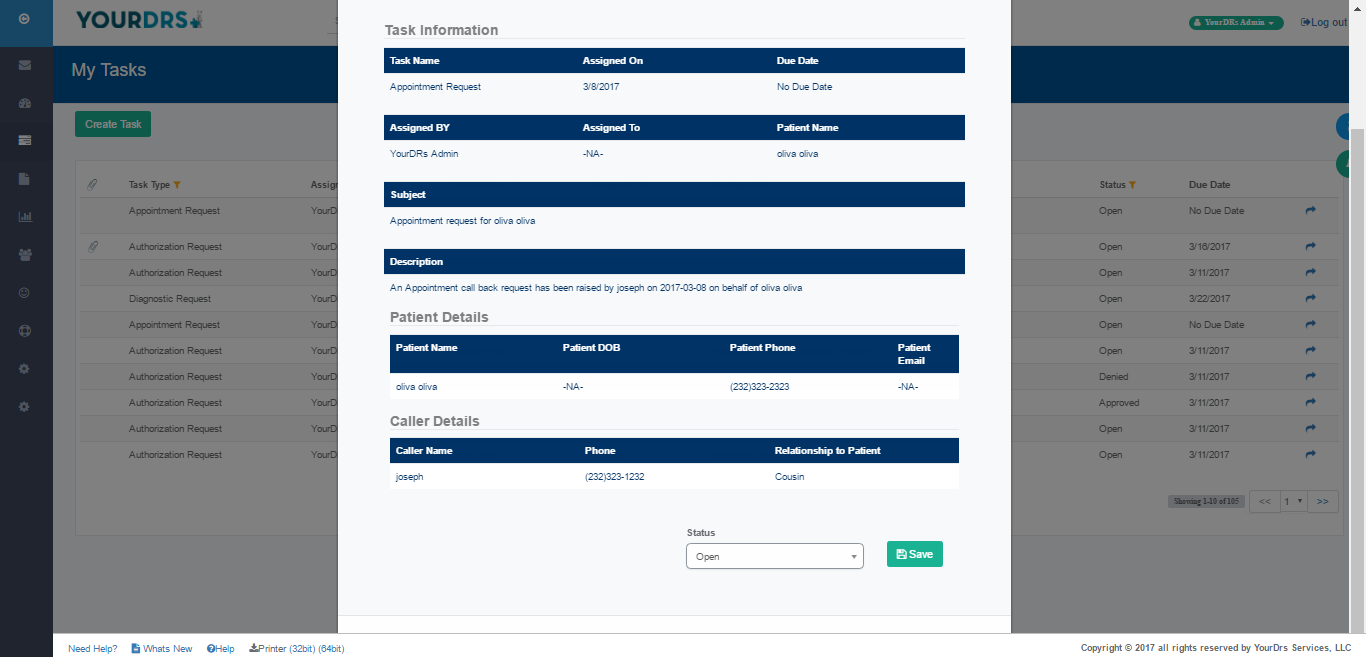 YOURDRS
YourDRs Admin
Log out
My Tasks
Create Task
Task Information
Task Name Assigned On Due Date
Appointment Request 3/8/2017 No Due Date
Assigned BY Assigned To Patient Name
YourDRs Admin -NA- oliva oliva
Subject
Appointment request for oliva oliva
Description
An Appointment call back request has been raised by joseph on 2017-03-08 on behalf of oliva oliva
Patient Details
Patient Name Patient DOB Patient Phone Patient
Email
oliva oliva -NA- (232)323-2323 -NA-
Caller Details
Caller Name Phone Relationship to Patient
joseph (232)323-1232 Cousin
Status
Open Save
Task Type Assign Status Due Date
Appointment Request YourD Open No Due Date
Authorization Request YourD Open 3/16/2017
Authorization Request YourD Open 3/11/2017
Diagnostic Request YourD Open 3/22/2017
Appointment Request YourD Open No Due Date
Authorization Request YourD Open 3/11/2017
Authorization Request YourD Denied 3/11/2017
Authorization Request YourD Approved 3/11/2017
Authorization Request YourD Open 3/11/2017
Authorization Request YourD Open 3/11/2017
Showing 1-10 of 105 << 1 >>
Need Help? Whats New Help Printer (32bit) (64bit) Copyright © 2017 all rights reserved by YourDrs Services, LLC